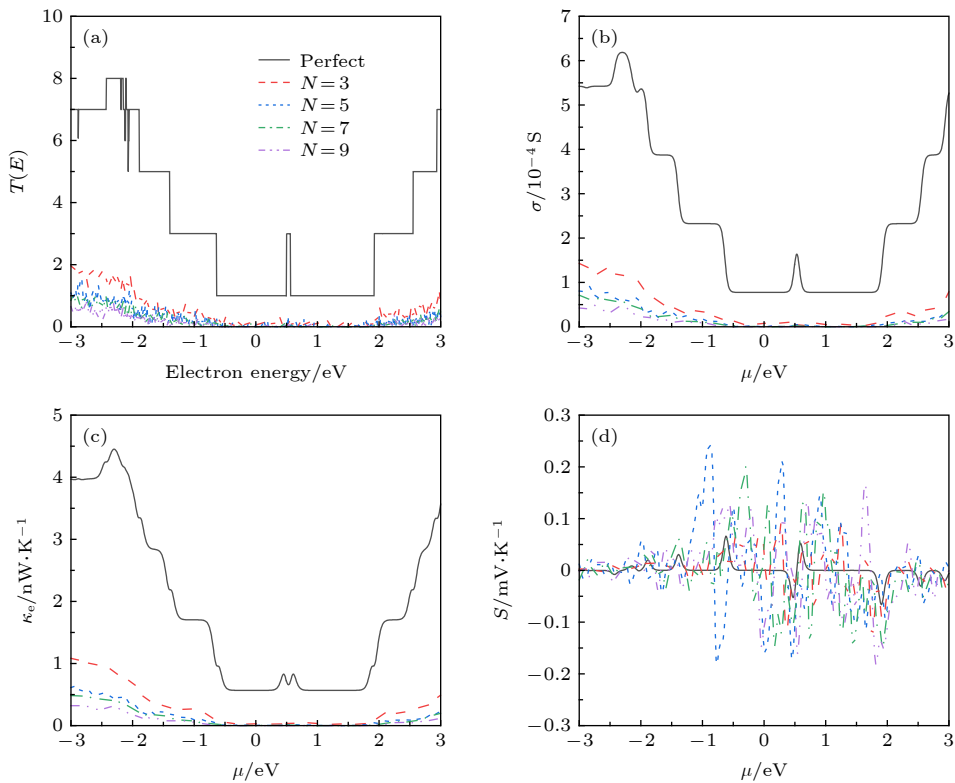 (a)
Perfect
N = 3
N = 5
N = 7
N = 9
10
8
6
4
2
0
T(E)
−3 −2 −1 0 1 2 3
Electron energy/eV
(b)
7
6
5
4
3
2
1
0
σ/10⁻⁴ S
−3 −2 −1 0 1 2 3
μ/eV
(c)
5
4
3
2
1
0
κₑ/nW·K⁻¹
−3 −2 −1 0 1 2 3
μ/eV
(d)
0.3
0.2
0.1
0
−0.1
−0.2
−0.3
S/mV·K⁻¹
−3 −2 −1 0 1 2 3
μ/eV